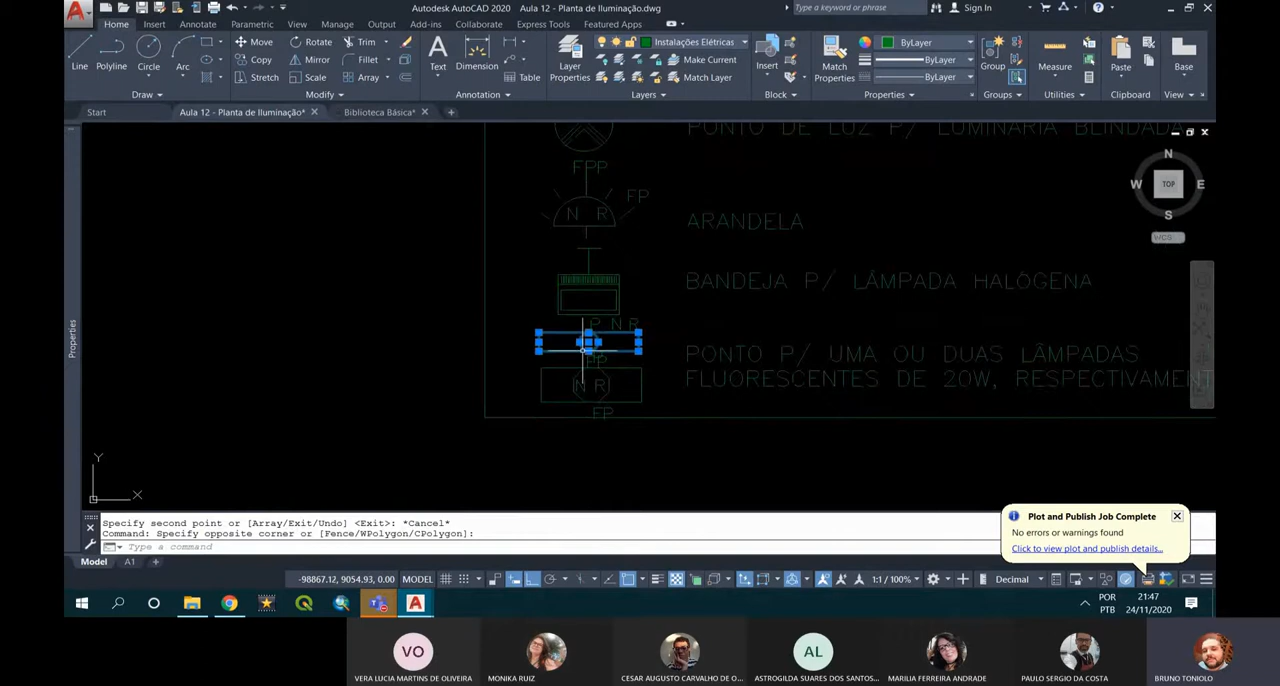 Autodesk AutoCAD 2020 Aula 12 - Planta de Iluminação.dwg
Type a keyword or phrase
Sign In
Home Insert Annotate Parametric View Manage Output Add-ins Collaborate Express Tools Featured Apps
Line Polyline Circle Arc
Move Rotate Trim
Copy Mirror Fillet
Stretch Scale Array
Text Dimension Table
Layer Properties
Instalações Elétricas
Make Current
Match Layer
Insert
Match Properties
ByLayer
ByLayer
ByLayer
Group Measure Paste Base
Draw Modify Annotation Layers Block Properties Groups Utilities Clipboard View
Start Aula 12 - Planta de Iluminação* Biblioteca Básica*
PONTO DE LUZ P/ LUMINÁRIA BLINDADA
FPP
FP
N R
ARANDELA
BANDEJA P/ LÂMPADA HALÓGENA
P N R
PONTO P/ UMA OU DUAS LÂMPADAS
FLUORESCENTES DE 20W, RESPECTIVAMENT
FP
N R
FP
N
W TOP E
S
WCS
Properties
Y
X
Specify second point or [Array/Exit/Undo] <Exit>: *Cancel*
Command: Specify opposite corner or [Fence/WPolygon/CPolygon]:
Type a command
Plot and Publish Job Complete
No errors or warnings found
Click to view plot and publish details...
Model A1
-98867.12, 9054.93, 0.00 MODEL 1:1 / 100% Decimal
POR
PTB
21:47
24/11/2020
VO AL
VERA LUCIA MARTINS DE OLIVEIRA MONIKA RUIZ CESAR AUGUSTO CARVALHO DE O... ASTROGILDA SUARES DOS SANTOS... MARILIA FERREIRA ANDRADE PAULO SERGIO DA COSTA BRUNO TONIOLO